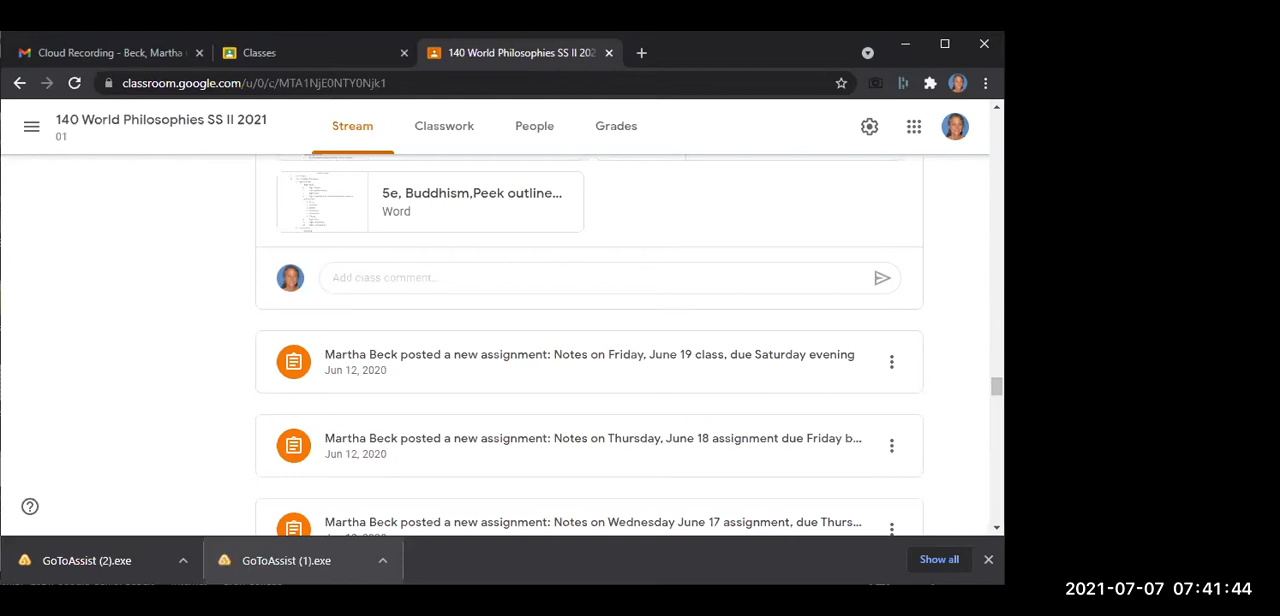 Cloud Recording - Beck, Martha
Classes
140 World Philosophies SS II 202
classroom.google.com/u/0/c/MTA1NjE0NTY0Njk1
140 World Philosophies SS II 2021
01
Stream
Classwork
People
Grades
5e, Buddhism,Peek outline...
Word
Add class comment...
Martha Beck posted a new assignment: Notes on Friday, June 19 class, due Saturday evening
Jun 12, 2020
Martha Beck posted a new assignment: Notes on Thursday, June 18 assignment due Friday b...
Jun 12, 2020
Martha Beck posted a new assignment: Notes on Wednesday June 17 assignment, due Thurs...
GoToAssist (2).exe
GoToAssist (1).exe
Show all
2021-07-07 07:41:44